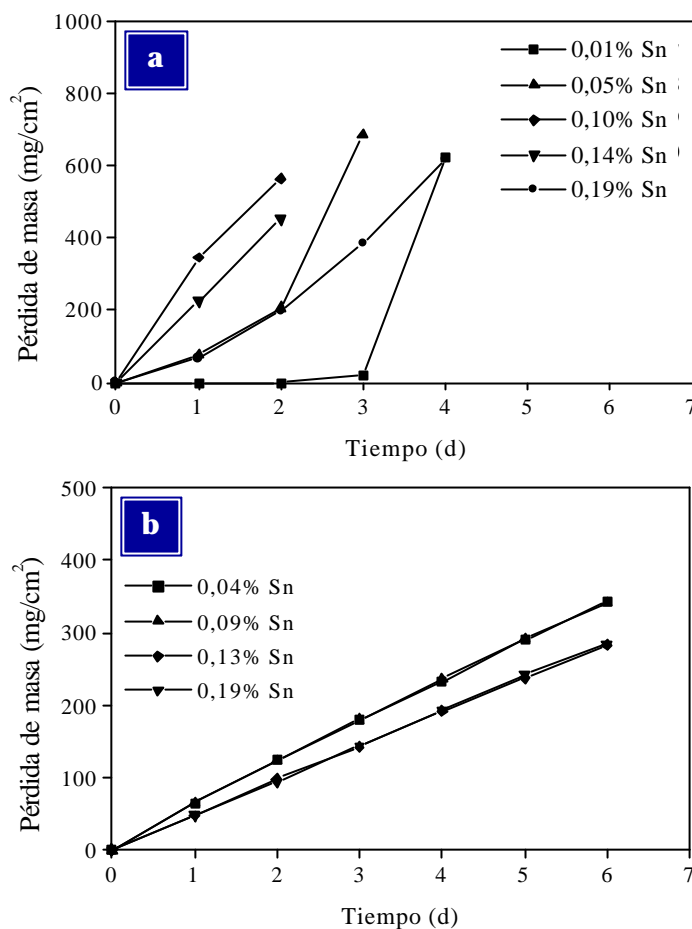 a
1000
800
600
400
200
0
Pérdida de masa (mg/cm²)
0,01% Sn
0,05% Sn
0,10% Sn
0,14% Sn
0,19% Sn
0 1 2 3 4 5 6 7
Tiempo (d)
b
500
400
300
200
100
0
Pérdida de masa (mg/cm²)
0,04% Sn
0,09% Sn
0,13% Sn
0,19% Sn
0 1 2 3 4 5 6 7
Tiempo (d)